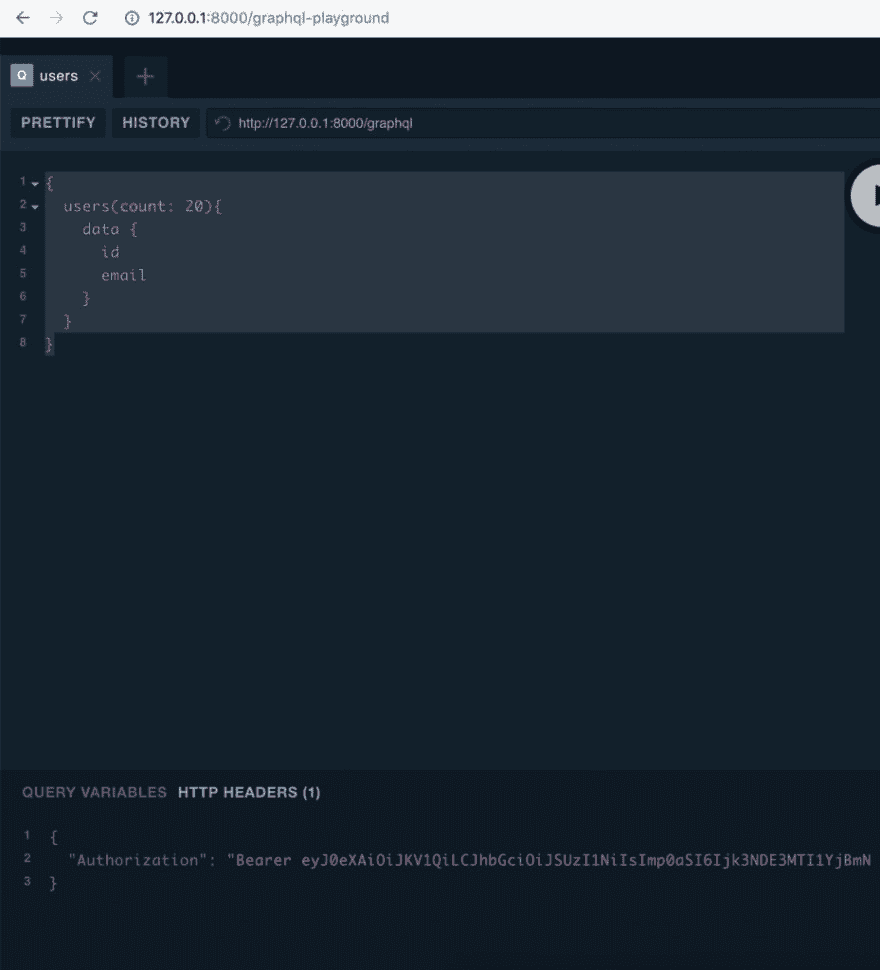 127.0.0.1:8000/graphql-playground
Q users
PRETTIFY HISTORY http://127.0.0.1:8000/graphql
1 {
2 users(count: 20){
3 data {
4 id
5 email
6 }
7 }
8 }
QUERY VARIABLES HTTP HEADERS (1)
1 {
2 "Authorization": "Bearer eyJ0eXAiOiJKV1QiLCJhbGciOiJSUzI1NiIsImp0aSI6Ijk3NDE3MTI1YjBmN
3 }